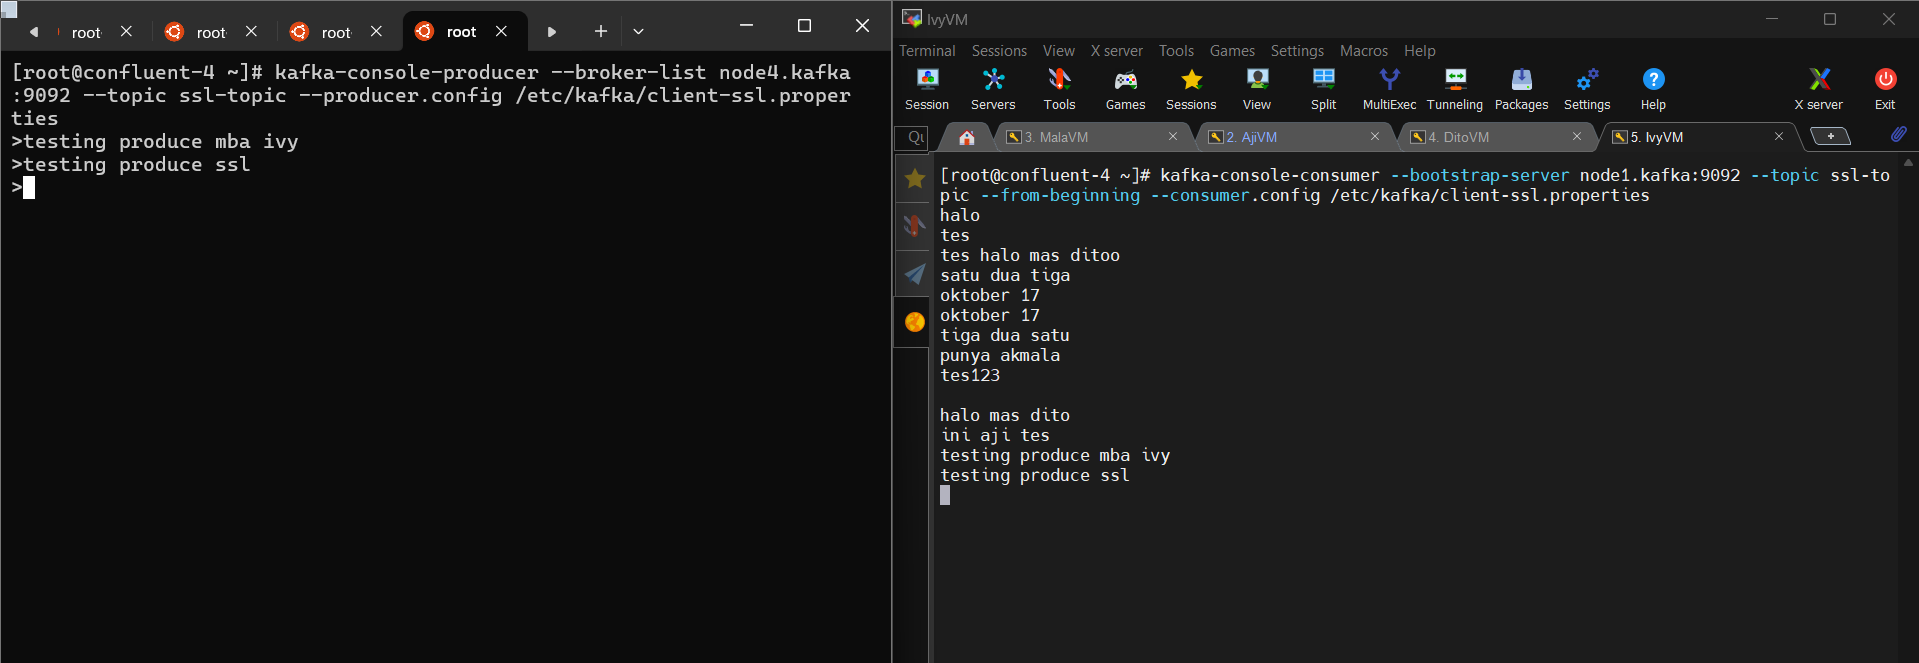 root
root
root
root
[root@confluent-4 ~]# kafka-console-producer --broker-list node4.kafka
:9092 --topic ssl-topic --producer.config /etc/kafka/client-ssl.proper
ties
>testing produce mba ivy
>testing produce ssl
>
IvyVM
Terminal Sessions View X server Tools Games Settings Macros Help
Session Servers Tools Games Sessions View Split MultiExec Tunneling Packages Settings Help X server Exit
3. MalaVM
2. AjiVM
4. DitoVM
5. IvyVM
[root@confluent-4 ~]# kafka-console-consumer --bootstrap-server node1.kafka:9092 --topic ssl-to
pic --from-beginning --consumer.config /etc/kafka/client-ssl.properties
halo
tes
tes halo mas ditoo
satu dua tiga
oktober 17
oktober 17
tiga dua satu
punya akmala
tes123
halo mas dito
ini aji tes
testing produce mba ivy
testing produce ssl